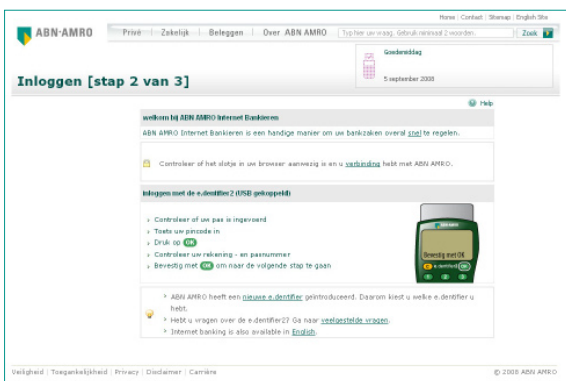 Home | Contact | Sitemap | English Site
ABN·AMRO
Privé | Zakelijk | Beleggen | Over ABN AMRO
Typ hier uw vraag. Gebruik minimaal 2 woorden.
Zoek
Goedemiddag
5 september 2008
Inloggen [stap 2 van 3]
Help
welkom bij ABN AMRO Internet Bankieren
ABN AMRO Internet Bankieren is een handige manier om uw bankzaken overal snel te regelen.
Controleer of het slotje in uw browser aanwezig is en u verbinding hebt met ABN AMRO.
inloggen met de e.dentifier2 (USB gekoppeld)
› Controleer of uw pas is ingevoerd
› Toets uw pincode in
› Druk op OK
› Controleer uw rekening - en pasnummer
› Bevestig met OK om naar de volgende stap te gaan
ABN·AMRO
Bevestig met OK
C e.dentifier2 OK
1 2 3
> ABN AMRO heeft een nieuwe e.dentifier geïntroduceerd. Daarom kiest u welke e.dentifier u
hebt.
> Hebt u vragen over de e.dentifier2? Ga naar veelgestelde vragen.
> Internet banking is also available in English.
Veiligheid | Toegankelijkheid | Privacy | Disclaimer | Carrière
© 2008 ABN AMRO